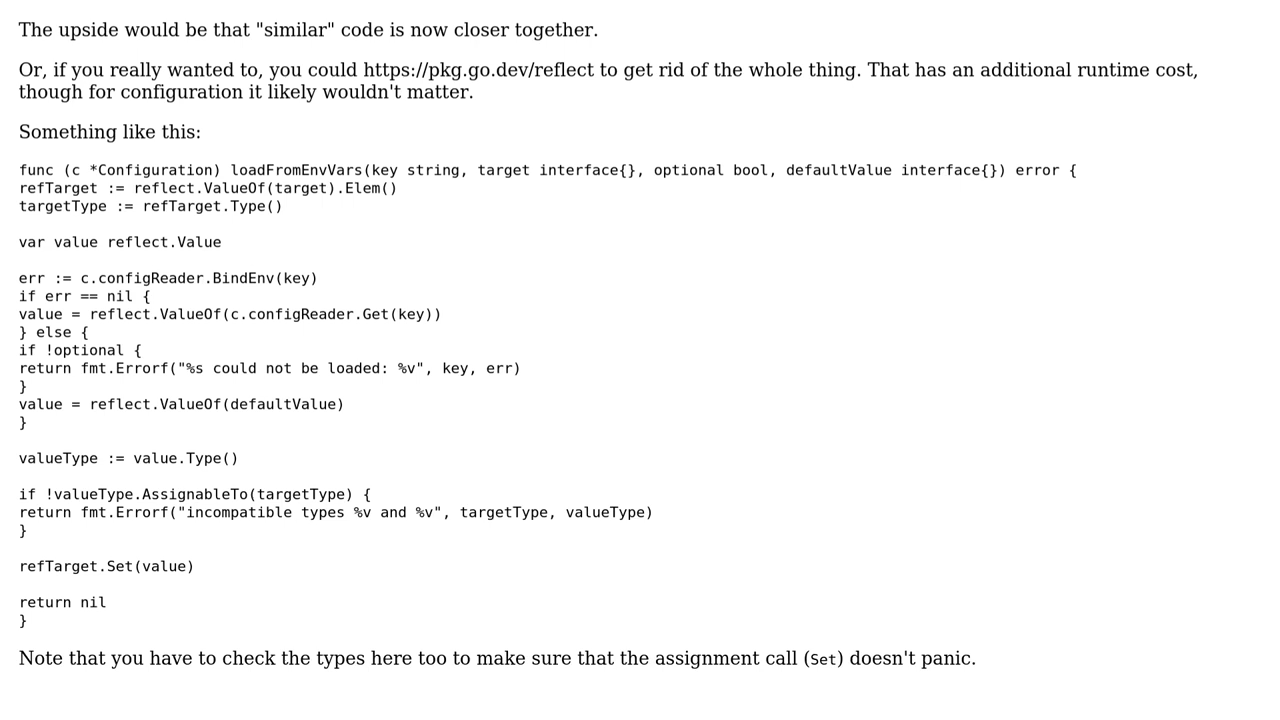 The upside would be that "similar" code is now closer together.
Or, if you really wanted to, you could https://pkg.go.dev/reflect to get rid of the whole thing. That has an additional runtime cost,
though for configuration it likely wouldn't matter.
Something like this:
func (c *Configuration) loadFromEnvVars(key string, target interface{}, optional bool, defaultValue interface{}) error {
refTarget := reflect.ValueOf(target).Elem()
targetType := refTarget.Type()
var value reflect.Value
err := c.configReader.BindEnv(key)
if err == nil {
value = reflect.ValueOf(c.configReader.Get(key))
} else {
if !optional {
return fmt.Errorf("%s could not be loaded: %v", key, err)
}
value = reflect.ValueOf(defaultValue)
}
valueType := value.Type()
if !valueType.AssignableTo(targetType) {
return fmt.Errorf("incompatible types %v and %v", targetType, valueType)
}
refTarget.Set(value)
return nil
}
Note that you have to check the types here too to make sure that the assignment call (Set) doesn't panic.